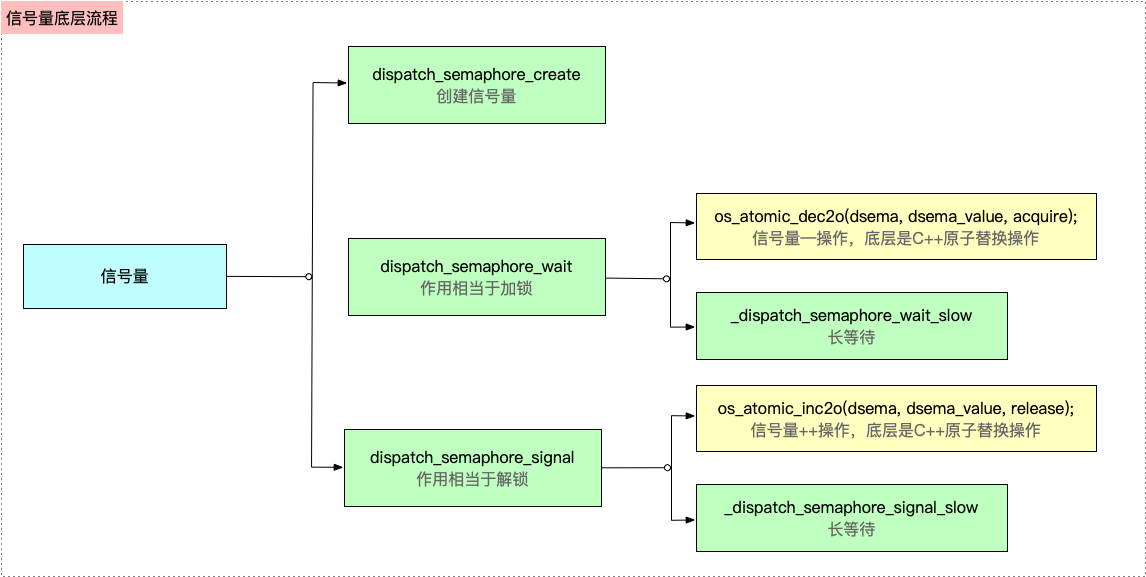 信号量底层流程
dispatch_semaphore_create
创建信号量
信号量
dispatch_semaphore_wait
作用相当于加锁
os_atomic_dec2o(dsema, dsema_value, acquire);
信号量—操作，底层是C++原子替换操作
_dispatch_semaphore_wait_slow
长等待
dispatch_semaphore_signal
作用相当于解锁
os_atomic_inc2o(dsema, dsema_value, release);
信号量++操作，底层是C++原子替换操作
_dispatch_semaphore_signal_slow
长等待